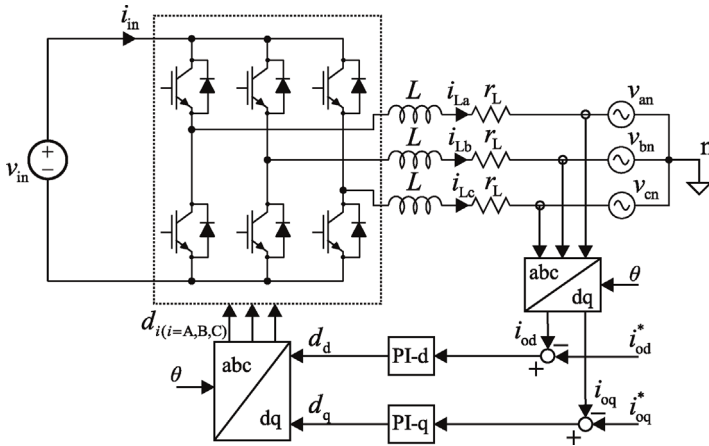 i_in
L i_La r_L v_an
v_in + − L i_Lb r_L v_bn n
L i_Lc r_L v_cn
abc dq θ
d_i(i=A,B,C)
θ abc dq
d_d PI-d i_od − + i_od*
d_q PI-q i_oq − + i_oq*